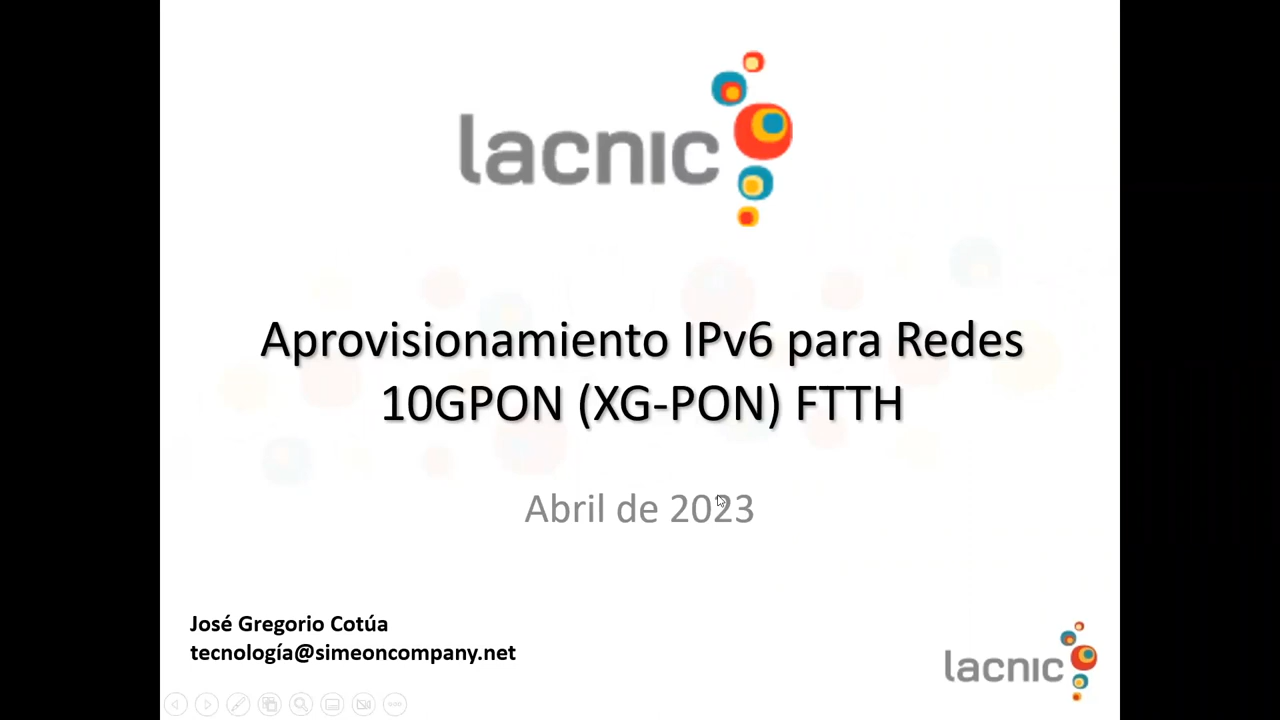 lacnic
Aprovisionamiento IPv6 para Redes
10GPON (XG-PON) FTTH
Abril de 2023
José Gregorio Cotúa
tecnología@simeoncompany.net
lacnic